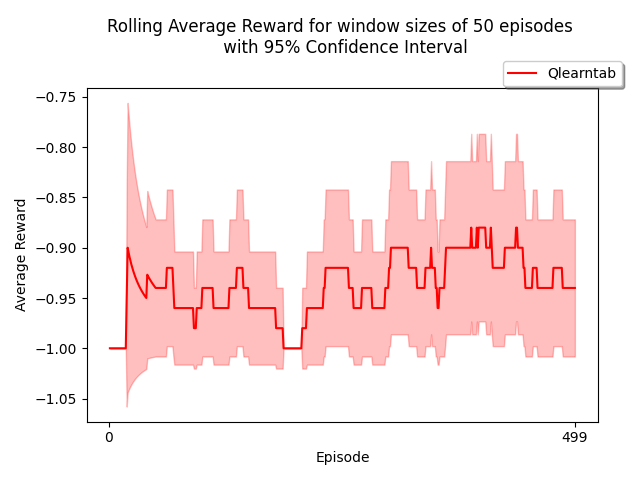 Rolling Average Reward for window sizes of 50 episodes
with 95% Confidence Interval
Qlearntab
−0.75
−0.80
−0.85
−0.90
−0.95
−1.00
−1.05
Average Reward
0
499
Episode